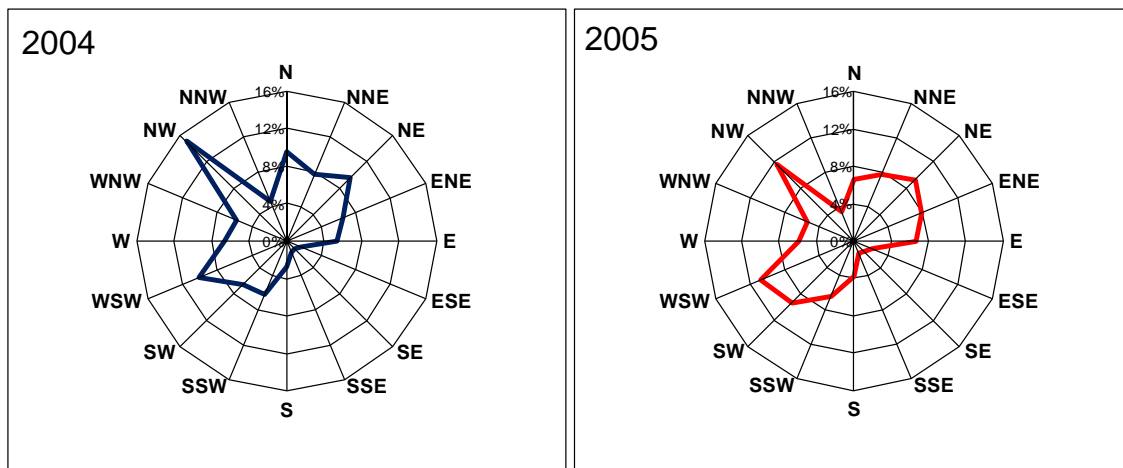 2004
N
NNW NNE
16%
NW NE
12%
WNW ENE
8%
4%
W 0% E
WSW ESE
SW SE
SSW SSE
S
2005
N
NNW NNE
16%
NW NE
12%
WNW ENE
8%
4%
W 0% E
WSW ESE
SW SE
SSW SSE
S